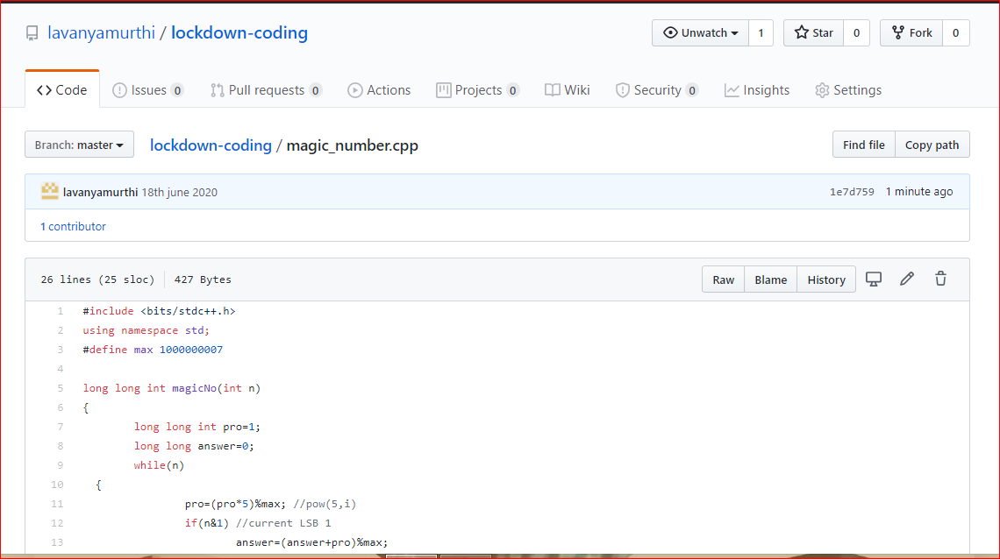 lavanyamurthi / lockdown-coding
Unwatch 1 Star 0 Fork 0
Code Issues 0 Pull requests 0 Actions Projects 0 Wiki Security 0 Insights Settings
Branch: master lockdown-coding / magic_number.cpp Find file Copy path
lavanyamurthi 18th june 2020 1e7d759 1 minute ago
1 contributor
26 lines (25 sloc) 427 Bytes Raw Blame History
1 #include <bits/stdc++.h>
2 using namespace std;
3 #define max 1000000007
4
5 long long int magicNo(int n)
6 {
7 long long int pro=1;
8 long long answer=0;
9 while(n)
10 {
11 pro=(pro*5)%max; //pow(5,i)
12 if(n&1) //current LSB 1
13 answer=(answer+pro)%max;